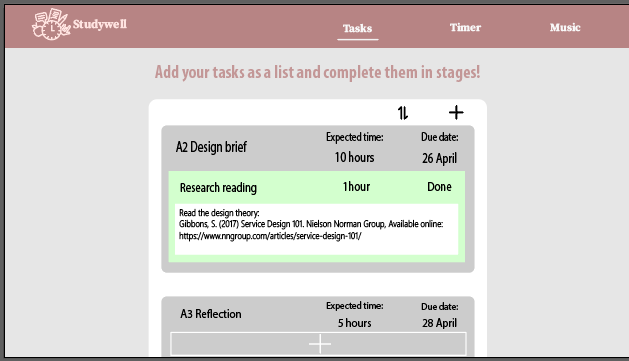 Studywell
Tasks
Timer
Music
Add your tasks as a list and complete them in stages!
A2 Design brief
Expected time:
10 hours
Due date:
26 April
Research reading
1hour
Done
Read the design theory:
Gibbons, S. (2017) Service Design 101. Nielson Norman Group, Available online:
https://www.nngroup.com/articles/service-design-101/
A3 Reflection
Expected time:
5 hours
Due date:
28 April